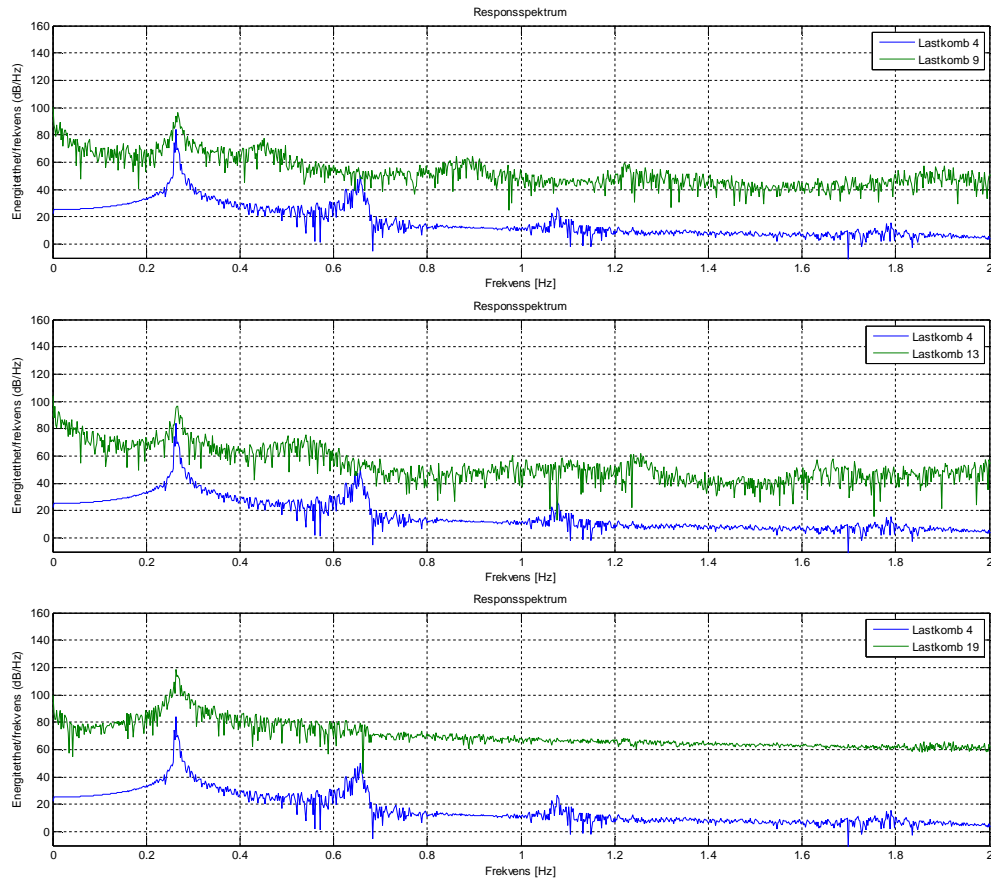 Responsspektrum
Energitetthet/frekvens (dB/Hz)
160
140
120
100
80
60
40
20
0
Lastkomb 4
Lastkomb 9
0 0.2 0.4 0.6 0.8 1 1.2 1.4 1.6 1.8 2
Frekvens [Hz]
Responsspektrum
Energitetthet/frekvens (dB/Hz)
160
140
120
100
80
60
40
20
0
Lastkomb 4
Lastkomb 13
0 0.2 0.4 0.6 0.8 1 1.2 1.4 1.6 1.8 2
Frekvens [Hz]
Responsspektrum
Energitetthet/frekvens (dB/Hz)
160
140
120
100
80
60
40
20
0
Lastkomb 4
Lastkomb 19
0 0.2 0.4 0.6 0.8 1 1.2 1.4 1.6 1.8 2
Frekvens [Hz]